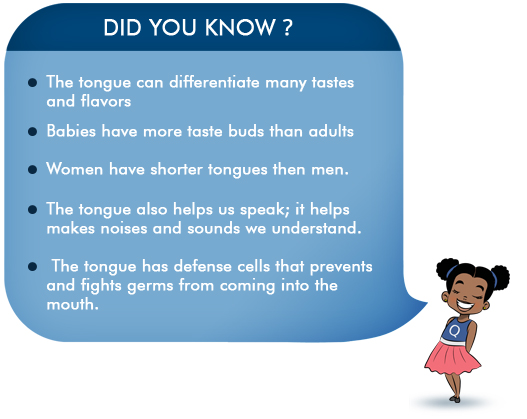 DID YOU KNOW ?
• The tongue can differentiate many tastes
and flavors
• Babies have more taste buds than adults
• Women have shorter tongues then men.
• The tongue also helps us speak; it helps
makes noises and sounds we understand.
• The tongue has defense cells that prevents
and fights germs from coming into the
mouth.
Q